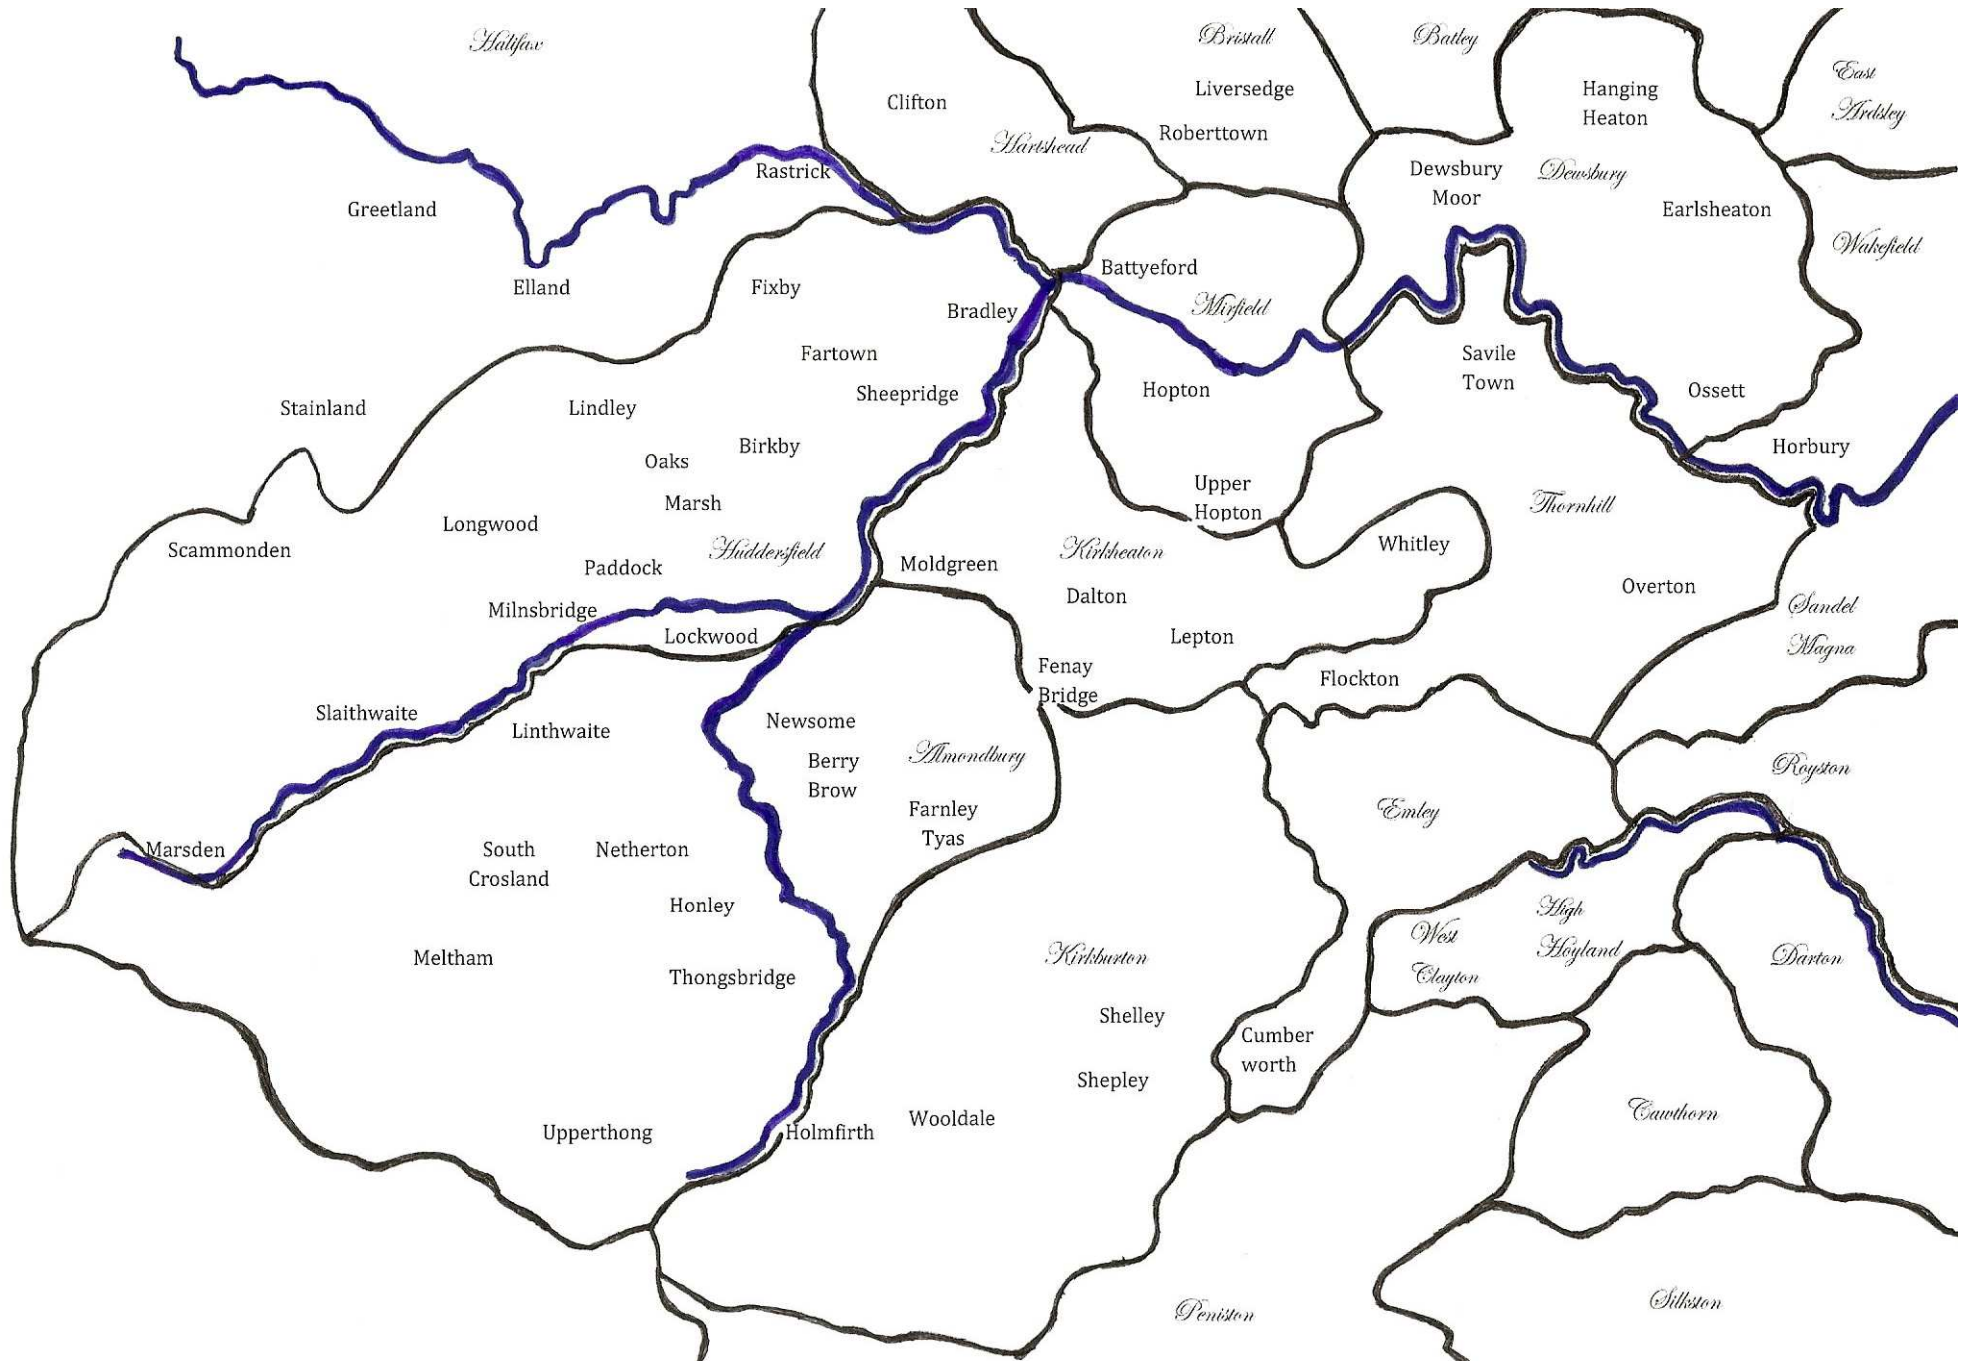 Halifax
Bristall
Batley
East
Ardsley
Clifton
Liversedge
Hanging
Heaton
Hartshead
Roberttown
Rastrick
Dewsbury
Moor
Dewsbury
Greetland
Earlsheaton
Wakefield
Elland
Fixby
Battyeford
Bradley
Mirfield
Fartown
Savile
Town
Sheepridge
Hopton
Ossett
Stainland
Lindley
Birkby
Horbury
Oaks
Marsh
Upper
Hopton
Thornhill
Longwood
Scammonden
Huddersfield
Moldgreen
Kirkheaton
Whitley
Paddock
Dalton
Overton
Milnsbridge
Lockwood
Lepton
Sandel
Magna
Fenay
Bridge
Flockton
Slaithwaite
Linthwaite
Newsome
Berry
Brow
Almondbury
Royston
Farnley
Tyas
Emley
Marsden
South
Crosland
Netherton
Honley
High
Hoyland
West
Clayton
Meltham
Thongsbridge
Kirkburton
Darton
Shelley
Cumber
worth
Shepley
Upperthong
Holmfirth
Wooldale
Cawthorn
Peniston
Silkston